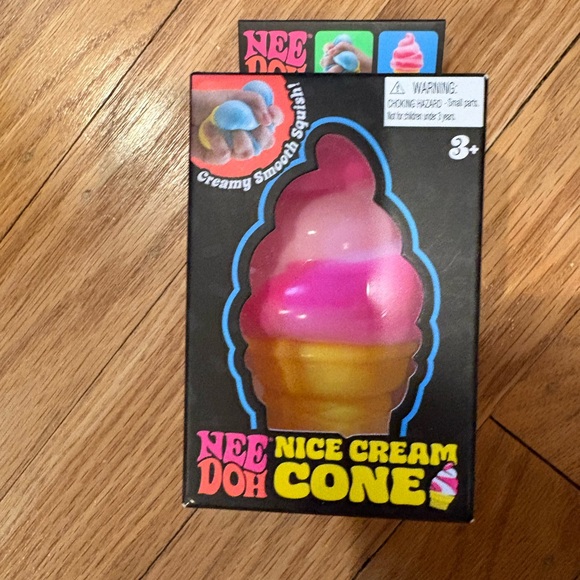 NEE
DOH
Creamy Smooth Squish!
WARNING:
CHOKING HAZARD - Small parts.
Not for children under 3 years.
3+
NEE
DOH
NICE CREAM
CONE